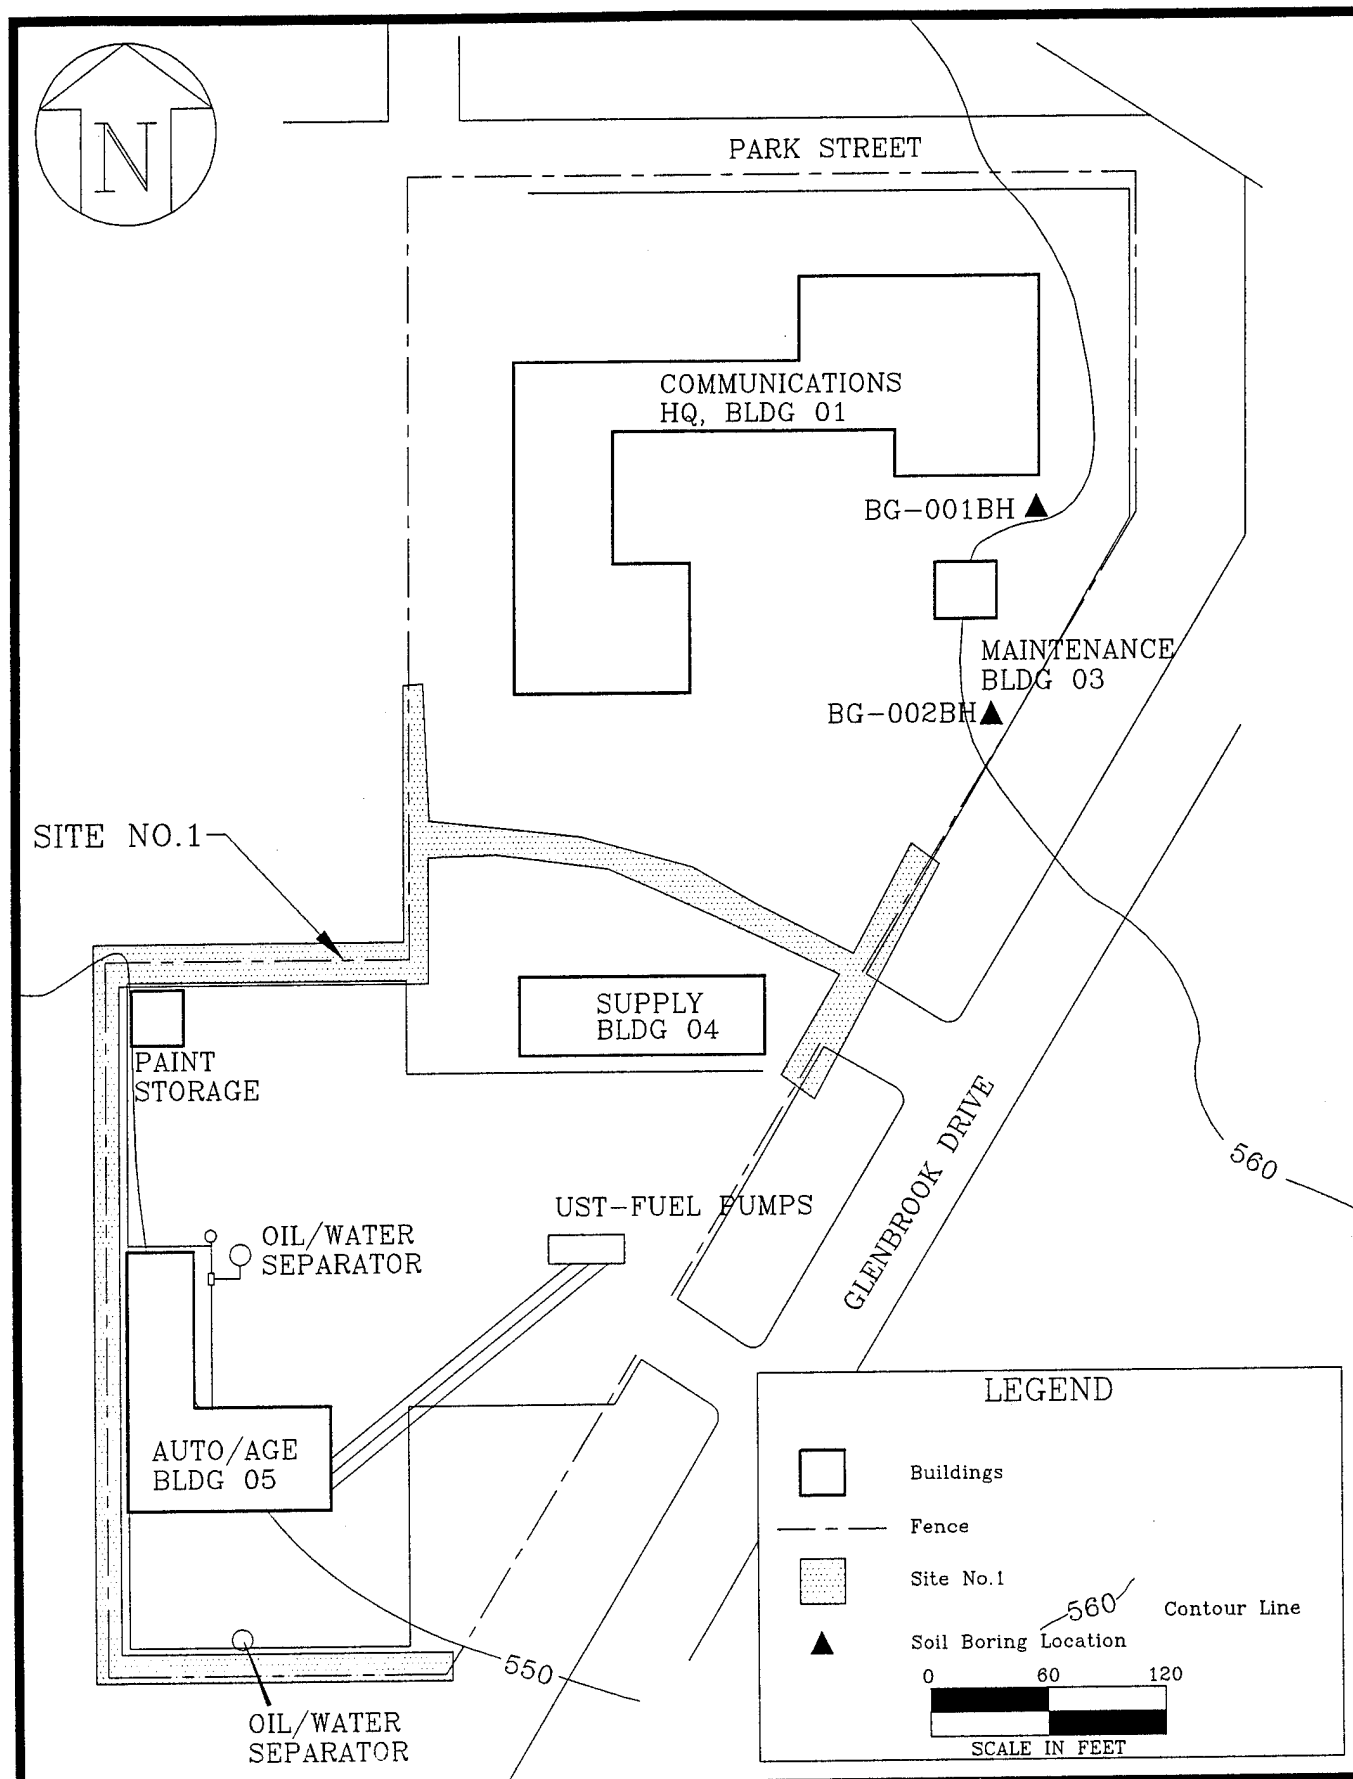 N
PARK STREET
COMMUNICATIONS
HQ, BLDG 01
BG-001BH
MAINTENANCE
BLDG 03
BG-002BH
SITE NO.1
SUPPLY
BLDG 04
PAINT
STORAGE
GLENBROOK DRIVE
560
UST-FUEL PUMPS
OIL/WATER
SEPARATOR
AUTO/AGE
BLDG 05
550
OIL/WATER
SEPARATOR
LEGEND
Buildings
Fence
Site No.1
560 Contour Line
Soil Boring Location
0 60 120
SCALE IN FEET